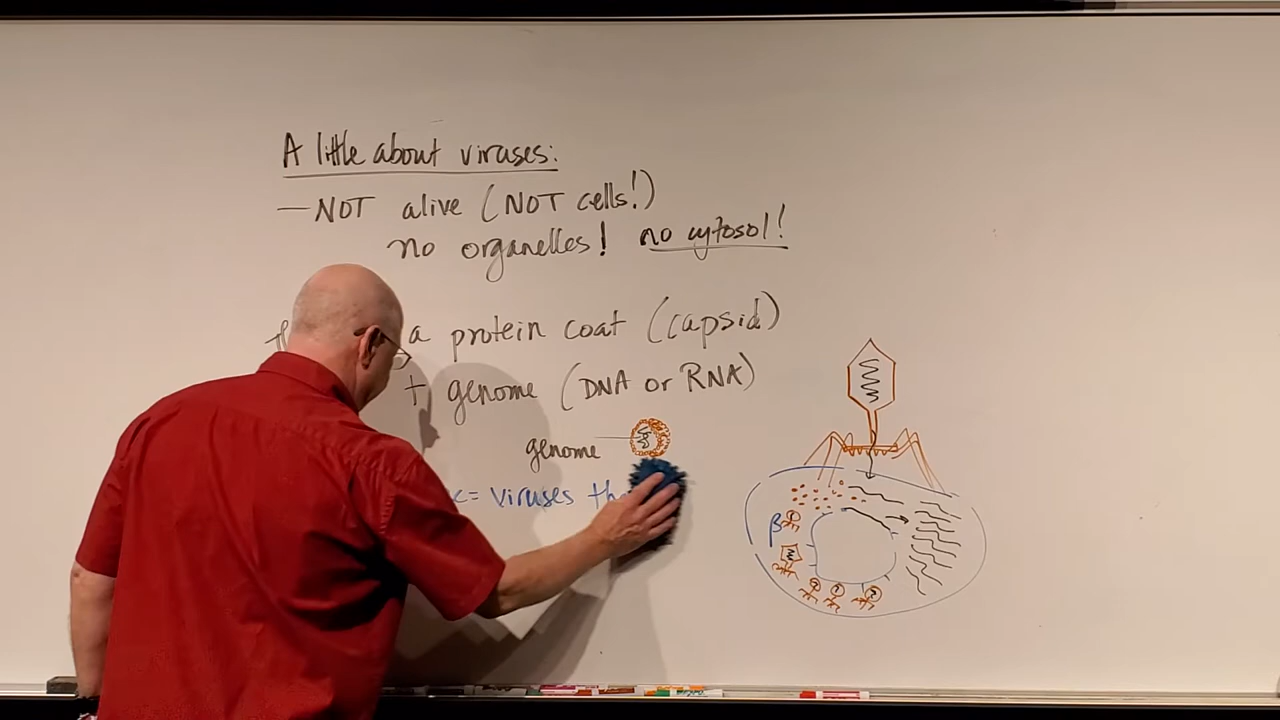 A little about viruses:
—NOT alive (NOT cells!)
no organelles! no cytosol!
a protein coat (capsid)
+ genome (DNA or RNA)
genome
= viruses
β